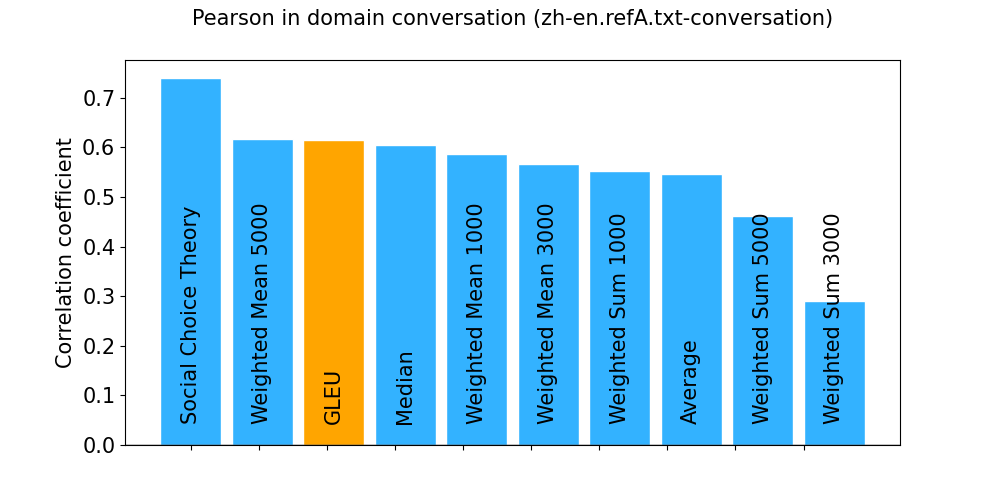 Pearson in domain conversation (zh-en.refA.txt-conversation)
Correlation coefficient
0.7
0.6
0.5
0.4
0.3
0.2
0.1
0.0
Social Choice Theory
Weighted Mean 5000
GLEU
Median
Weighted Mean 1000
Weighted Mean 3000
Weighted Sum 1000
Average
Weighted Sum 5000
Weighted Sum 3000